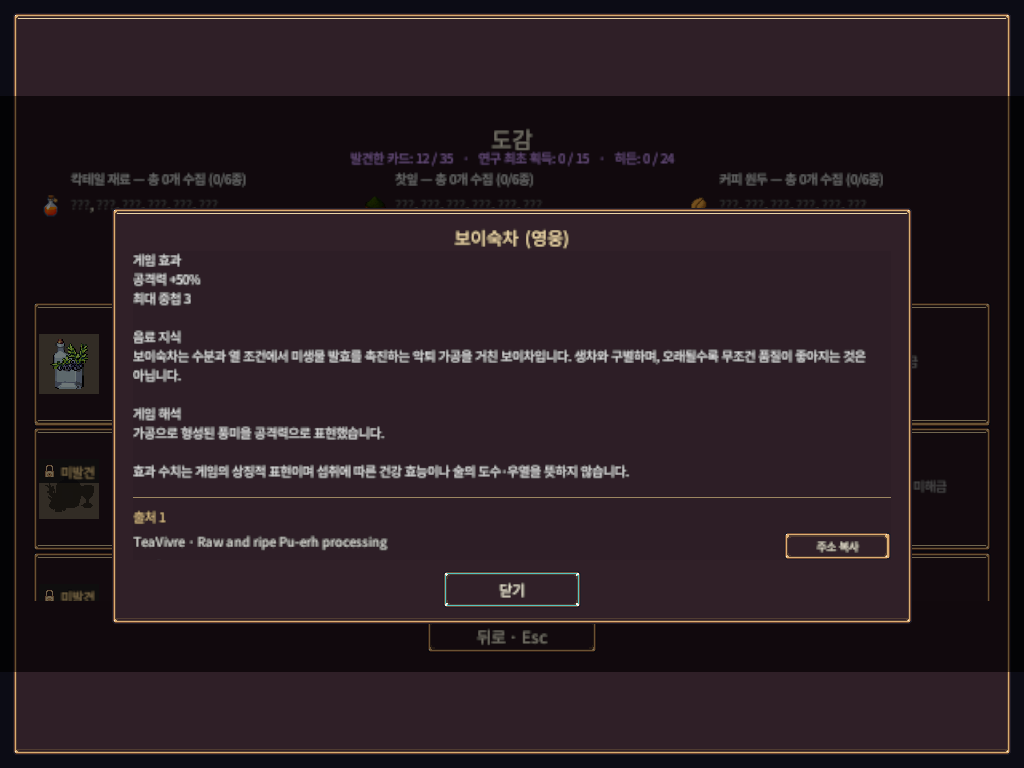 도감
발견한 카드: 12 / 35 · 연구 최초 획득: 0 / 15 · 히든: 0 / 24
칵테일 재료 — 총 0개 수집 (0/6종)
찻잎 — 총 0개 수집 (0/6종)
커피 원두 — 총 0개 수집 (0/6종)
???, ???, ???, ???, ???, ???
???, ???, ???, ???, ???, ???
???, ???, ???, ???, ???, ???
보이숙차 (영웅)
게임 효과
공격력 +50%
최대 중첩 3
음료 지식
보이숙차는 수분과 열 조건에서 미생물 발효를 촉진하는 악퇴 가공을 거친 보이차입니다. 생차와 구별하며, 오래될수록 무조건 품질이 좋아지는 것은
아닙니다.
게임 해석
가공으로 형성된 풍미을 공격력으로 표현했습니다.
효과 수치는 게임의 상징적 표현이며 섭취에 따른 건강 효능이나 술의 도수·우열을 뜻하지 않습니다.
출처 1
TeaVivre · Raw and ripe Pu-erh processing
주소 복사
닫기
미발견
미해금
미발견
뒤로 · Esc